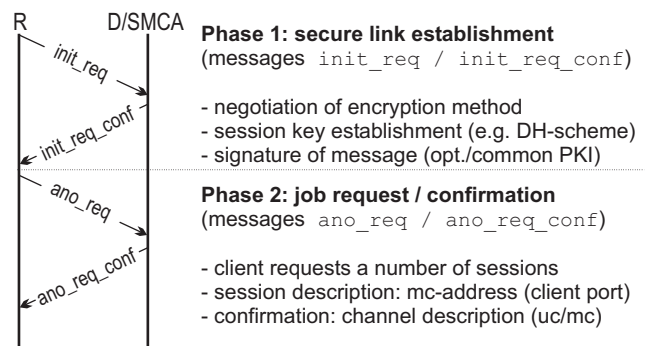 R D/SMCA
init_req
init_req_conf
Phase 1: secure link establishment
(messages init_req / init_req_conf)
- negotiation of encryption method
- session key establishment (e.g. DH-scheme)
- signature of message (opt./common PKI)
ano_req
ano_req_conf
Phase 2: job request / confirmation
(messages ano_req / ano_req_conf)
- client requests a number of sessions
- session description: mc-address (client port)
- confirmation: channel description (uc/mc)